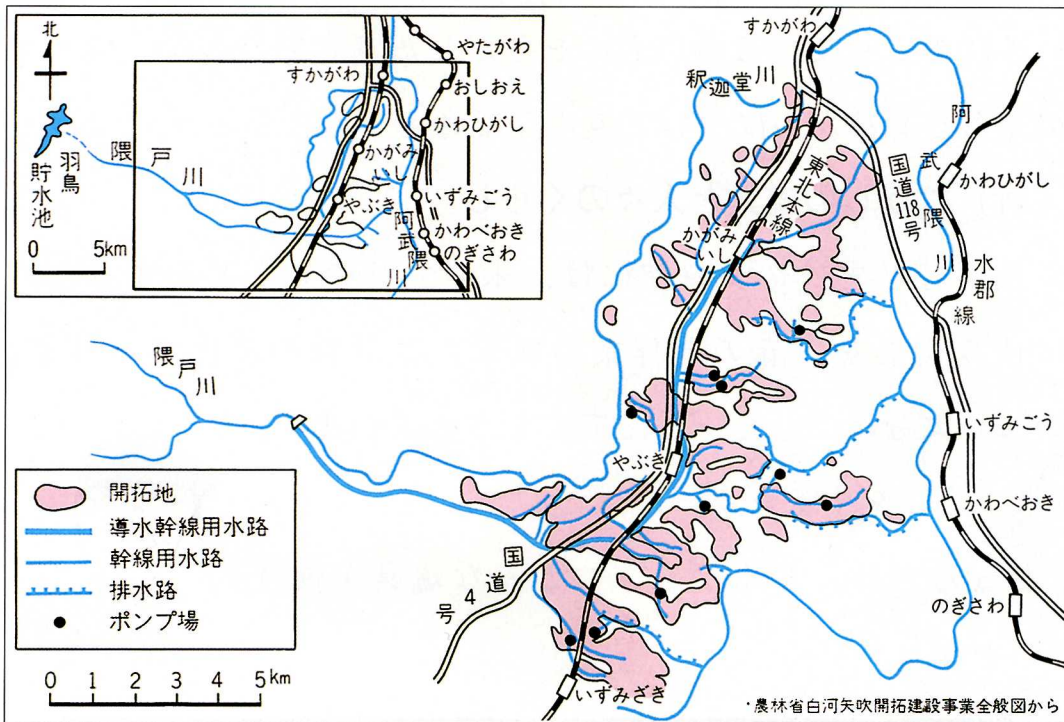 北
羽鳥
貯水池
隈戸川
0 5km
すかがわ
やたがわ
おしおえ
かわひがし
かがみいし
いずみごう
やぶき
かわべおき
のぎさわ
阿武隈川
すかがわ
釈迦堂川
阿武隈川
国道118号
東北本線
かわひがし
かがみいし
水郡線
隈戸川
いずみごう
やぶき
かわべおき
国道4号
のぎさわ
いずみざき
開拓地
導水幹線用水路
幹線用水路
排水路
ポンプ場
0 1 2 3 4 5km
・農林省白河矢吹開拓建設事業全般図から